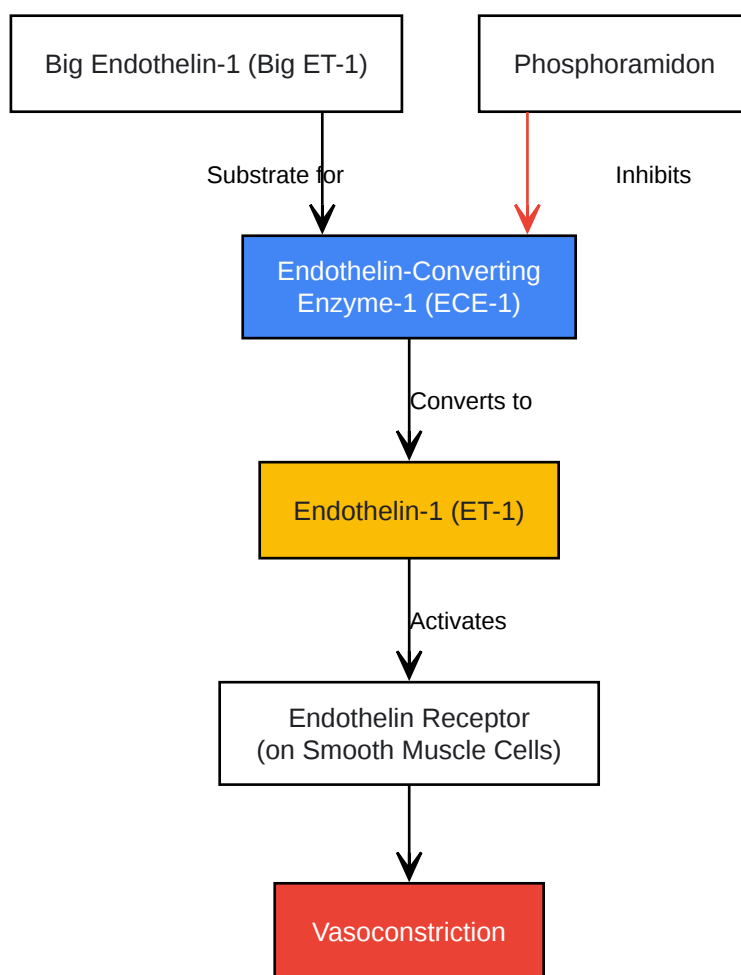 Big Endothelin-1 (Big ET-1)
Phosphoramidon
Substrate for
Inhibits
Endothelin-Converting
Enzyme-1 (ECE-1)
Converts to
Endothelin-1 (ET-1)
Activates
Endothelin Receptor
(on Smooth Muscle Cells)
Vasoconstriction